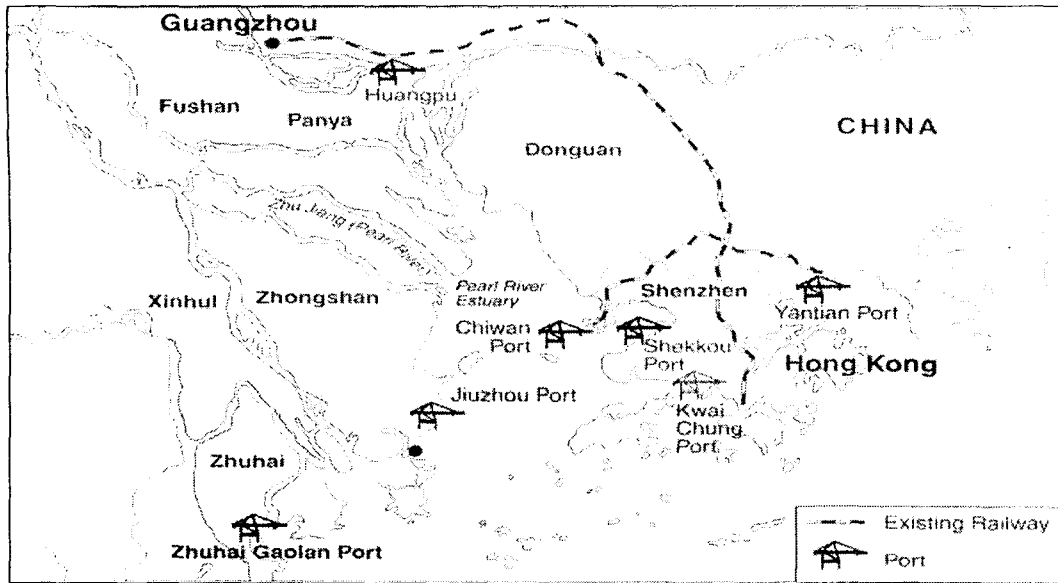 Guangzhou
Huangpu
Fushan
Panya
CHINA
Donguan
Zhu Jiang (Pearl River)
Pearl River
Estuary
Xinhul
Zhongshan
Shenzhen
Yantian Port
Chiwan
Port
Shekkou
Port
Hong Kong
Jiuzhou Port
Kwai
Chung
Port
Zhuhai
Zhuhai Gaolan Port
Existing Railway
Port